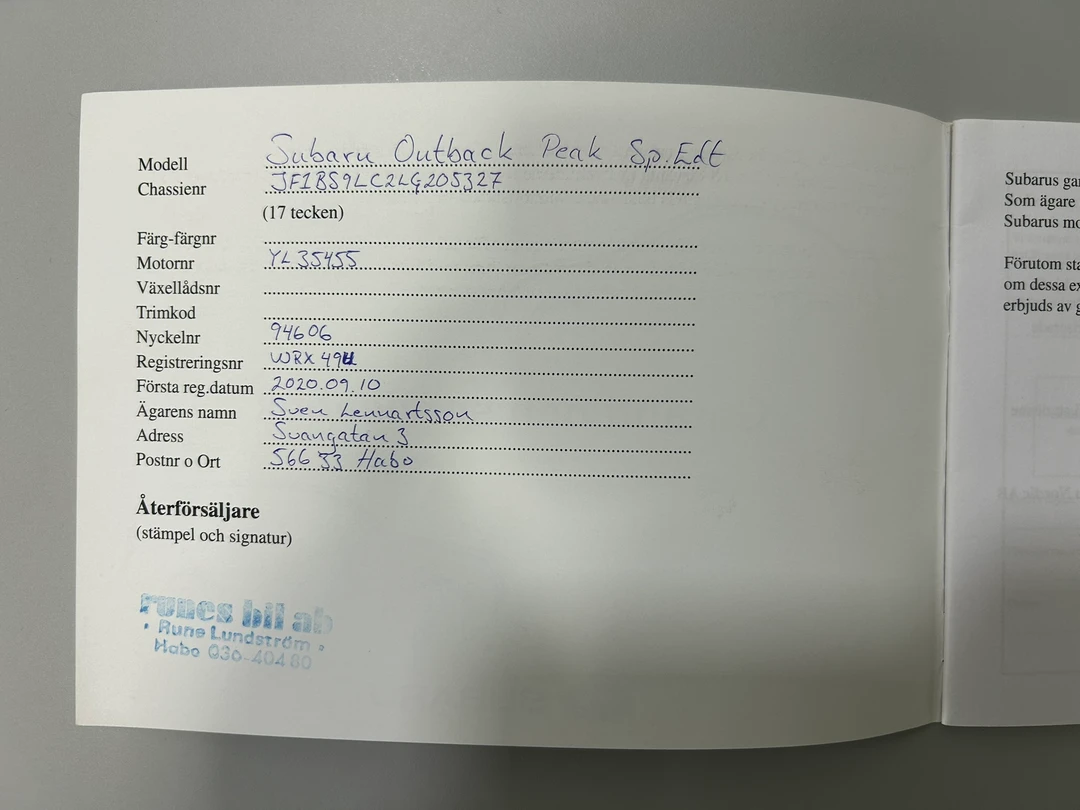 Modell Subaru Outback Peak Sp.Edt
Chassienr JF1BS9LC2LG205327
(17 tecken)
Färg-färgnr
Motornr YL35455
Växellådsnr
Trimkod
Nyckelnr 94606
Registreringsnr WRX 49U
Första reg.datum 2020.09.10
Ägarens namn Sven Lennartsson
Adress Svangatan 3
Postnr o Ort 566 33 Habo
Återförsäljare
(stämpel och signatur)
runes bil ab
• Rune Lundström •
Habo 036-404 80
Subarus gar
Som ägare
Subarus mo
Förutom sta
om dessa ex
erbjuds av g